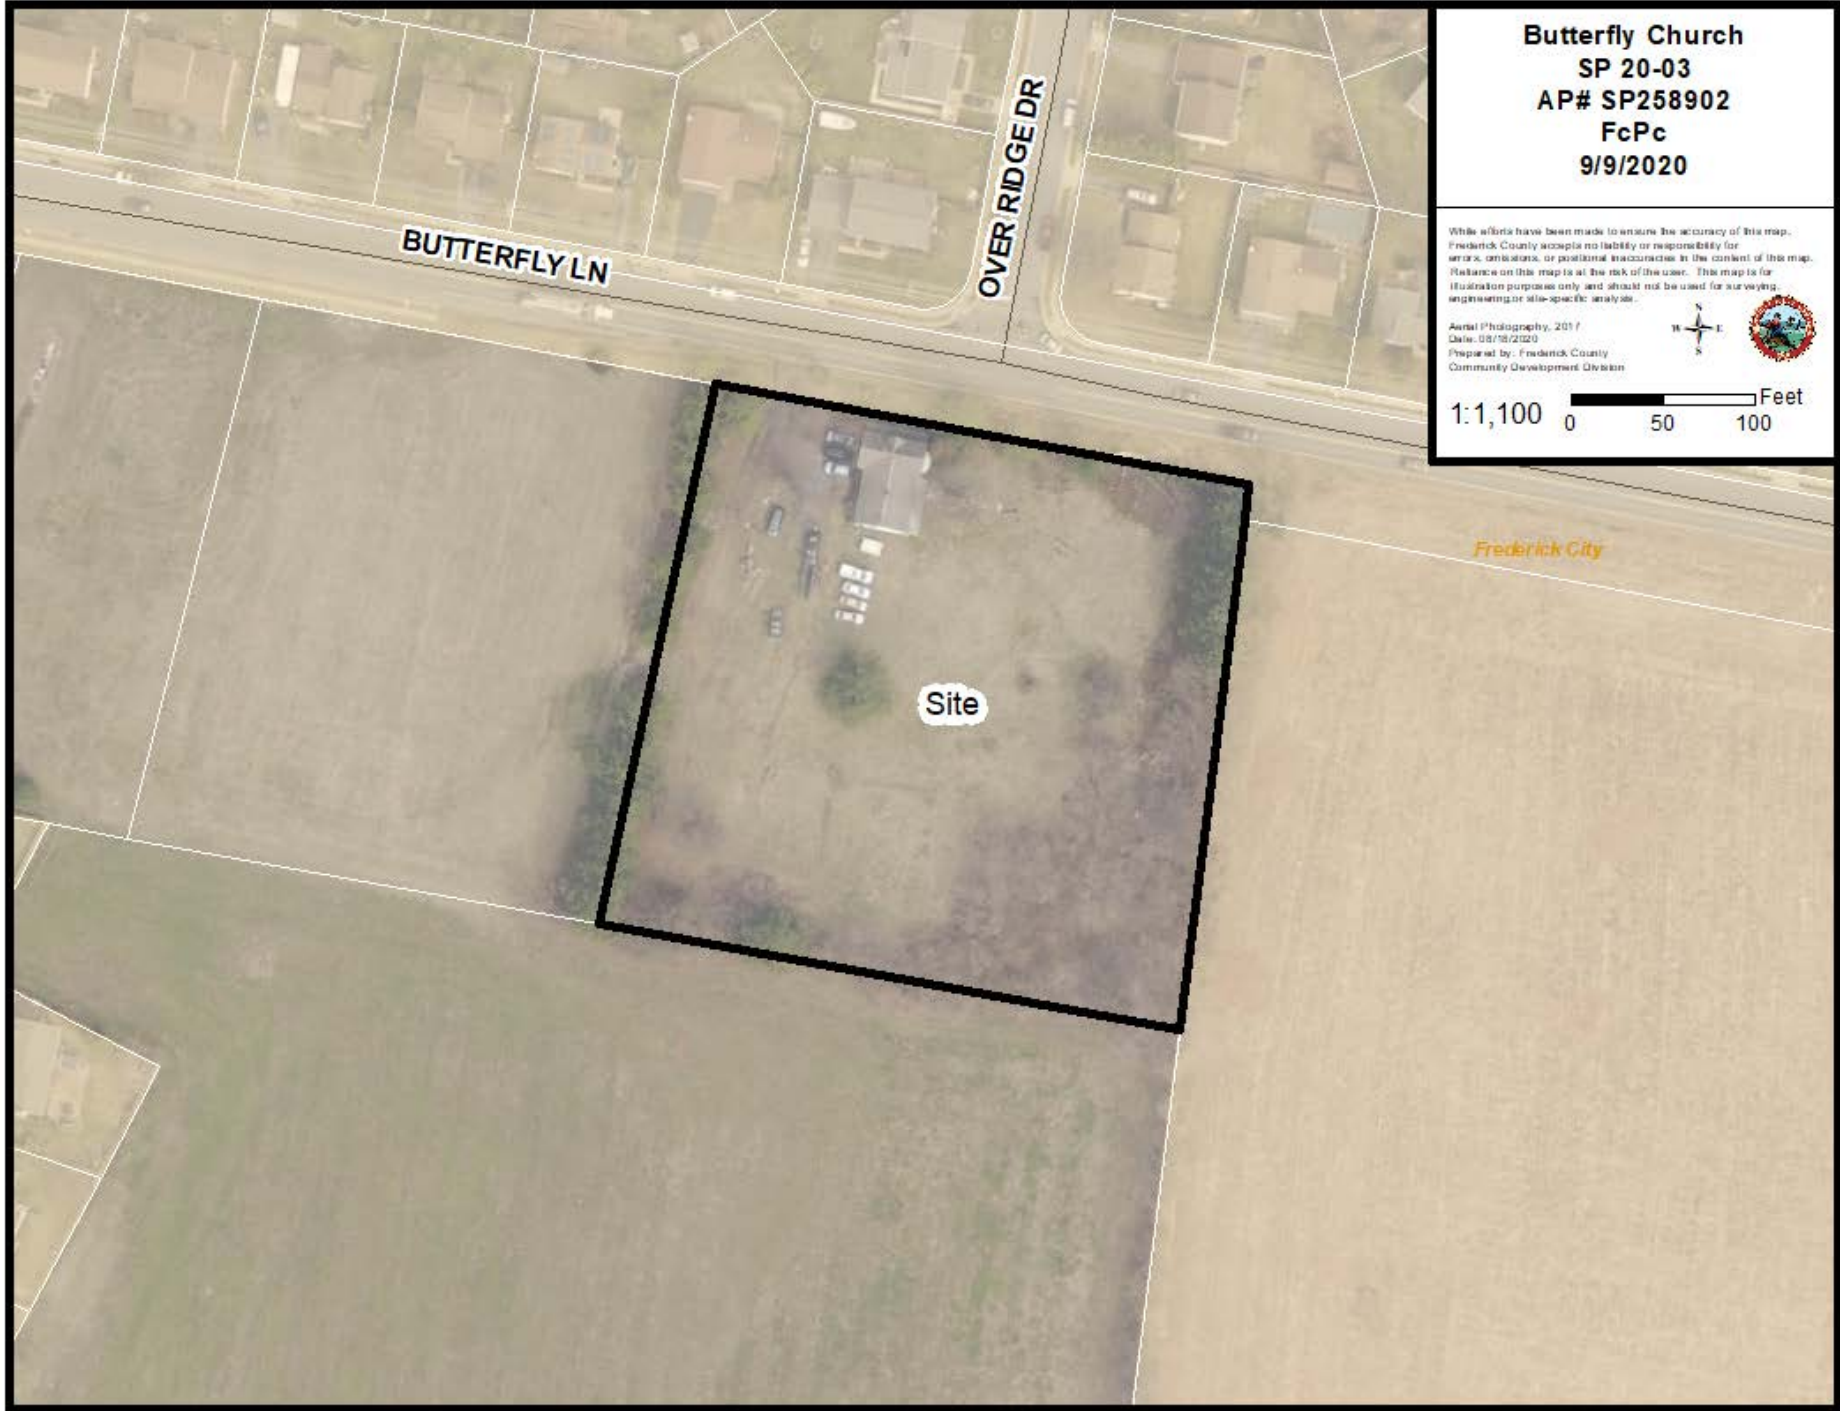 Butterfly Church
SP 20-03
AP# SP258902
FcPc
9/9/2020
While efforts have been made to ensure the accuracy of this map,
Frederick County accepts no liability or responsibility for
errors, omissions, or positional inaccuracies in the content of this map.
Reliance on this map is at the risk of the user. This map is for
illustration purposes only and should not be used for surveying,
engineering, or site-specific analysis.
Aerial Photography, 2017
Date: 08/18/2020
Prepared by: Frederick County
Community Development Division
N
W E
S
1:1,100
Feet
0 50 100
OVER RIDGE DR
BUTTERFLY LN
Frederick City
Site